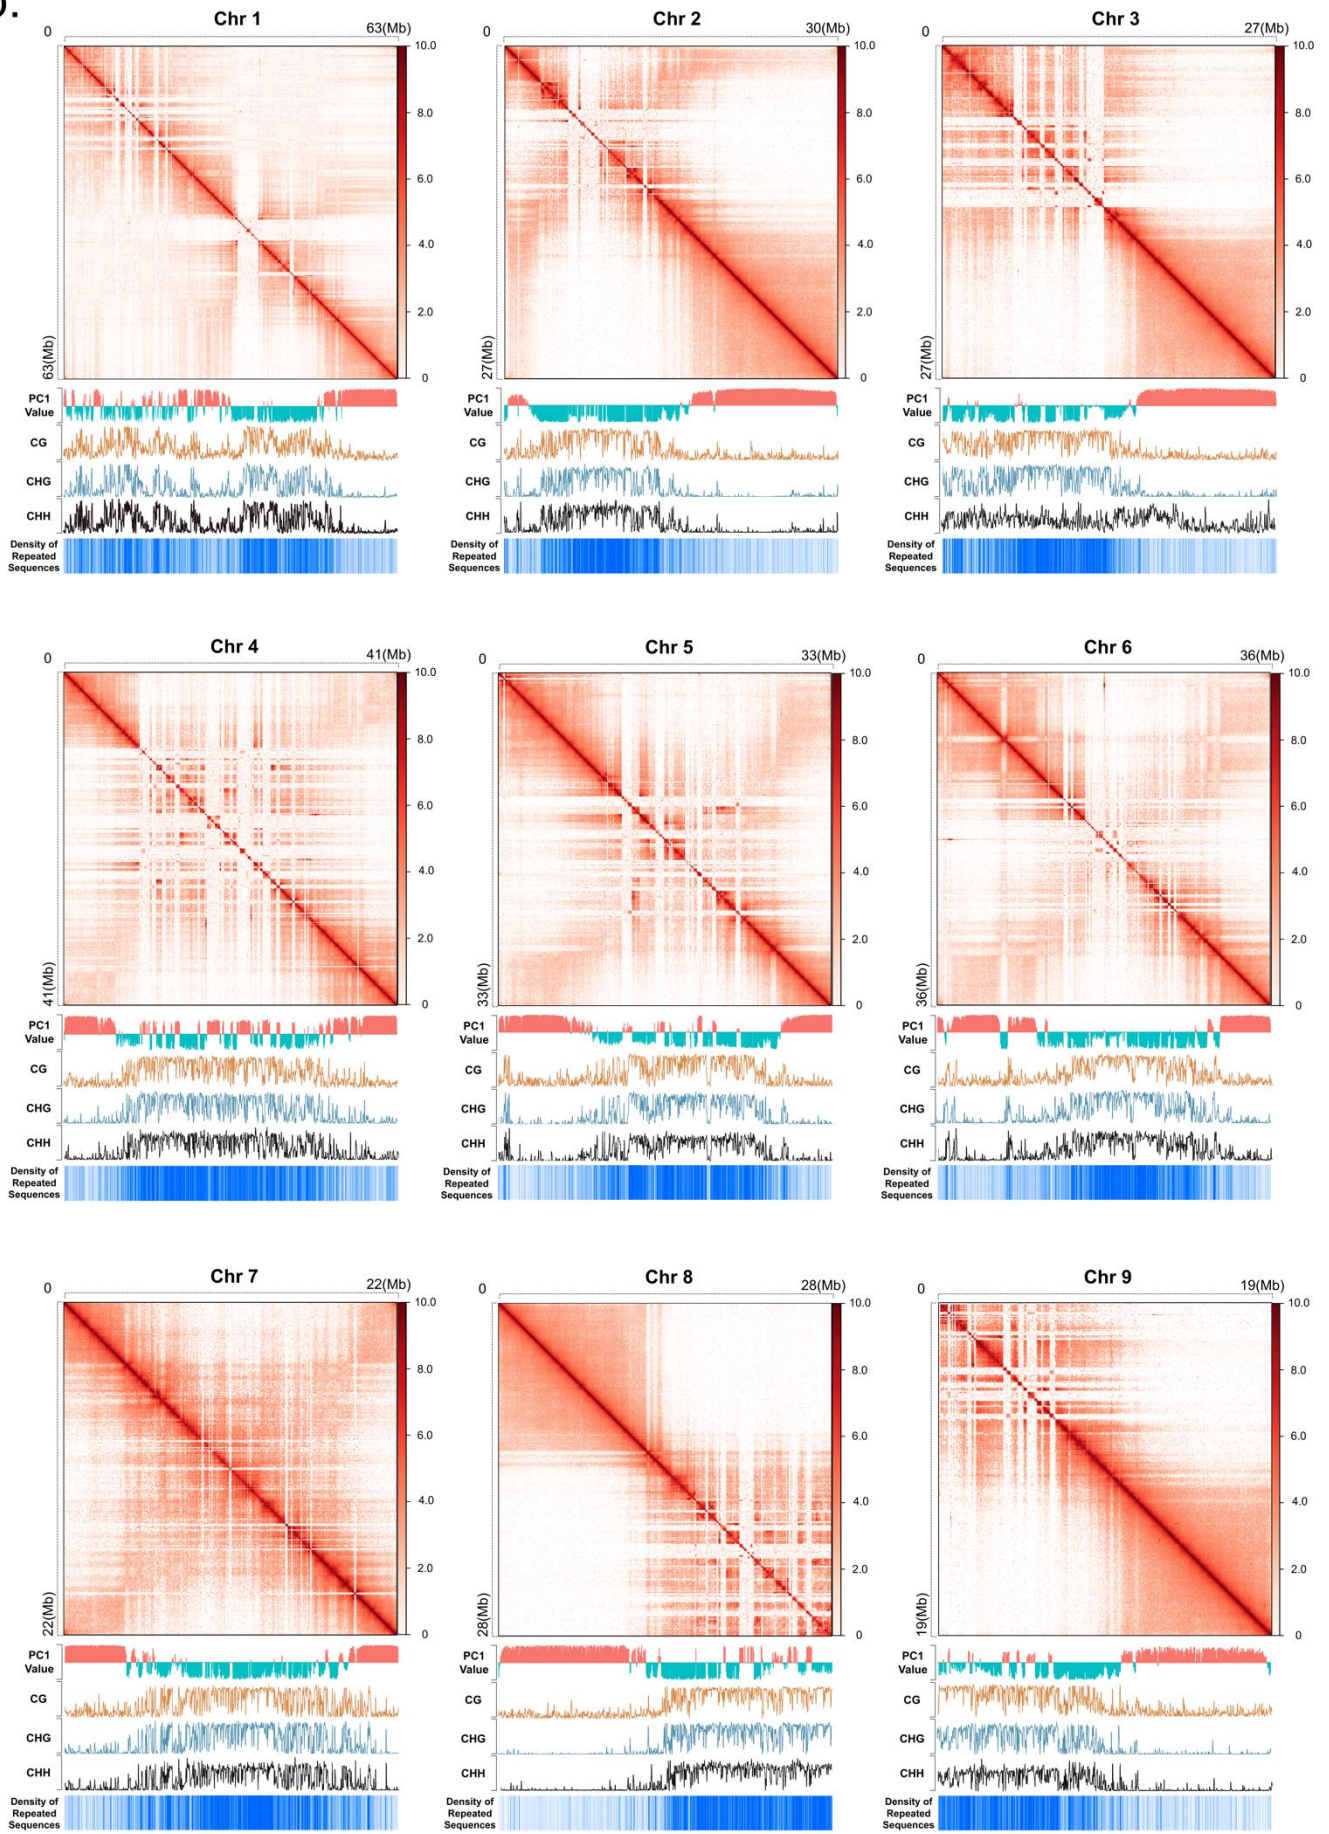 Chr 1
0
63(Mb)
10.0
8.0
6.0
4.0
2.0
0
63(Mb)
PC1
Value
CG
CHG
CHH
Density of
Repeated
Sequences
Chr 2
0
30(Mb)
10.0
8.0
6.0
4.0
2.0
0
27(Mb)
PC1
Value
CG
CHG
CHH
Density of
Repeated
Sequences
Chr 3
0
27(Mb)
10.0
8.0
6.0
4.0
2.0
0
27(Mb)
PC1
Value
CG
CHG
CHH
Density of
Repeated
Sequences
Chr 4
0
41(Mb)
10.0
8.0
6.0
4.0
2.0
0
41(Mb)
PC1
Value
CG
CHG
CHH
Density of
Repeated
Sequences
Chr 5
0
33(Mb)
10.0
8.0
6.0
4.0
2.0
0
33(Mb)
PC1
Value
CG
CHG
CHH
Density of
Repeated
Sequences
Chr 6
0
36(Mb)
10.0
8.0
6.0
4.0
2.0
0
36(Mb)
PC1
Value
CG
CHG
CHH
Density of
Repeated
Sequences
Chr 7
0
22(Mb)
10.0
8.0
6.0
4.0
2.0
0
22(Mb)
PC1
Value
CG
CHG
CHH
Density of
Repeated
Sequences
Chr 8
0
28(Mb)
10.0
8.0
6.0
4.0
2.0
0
28(Mb)
PC1
Value
CG
CHG
CHH
Density of
Repeated
Sequences
Chr 9
0
19(Mb)
10.0
8.0
6.0
4.0
2.0
0
19(Mb)
PC1
Value
CG
CHG
CHH
Density of
Repeated
Sequences